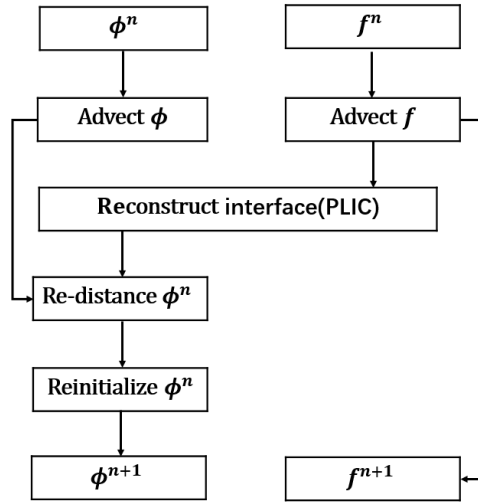 ϕⁿ
fⁿ
Advect ϕ
Advect f
Reconstruct interface(PLIC)
Re-distance ϕⁿ
Reinitialize ϕⁿ
ϕⁿ⁺¹
fⁿ⁺¹